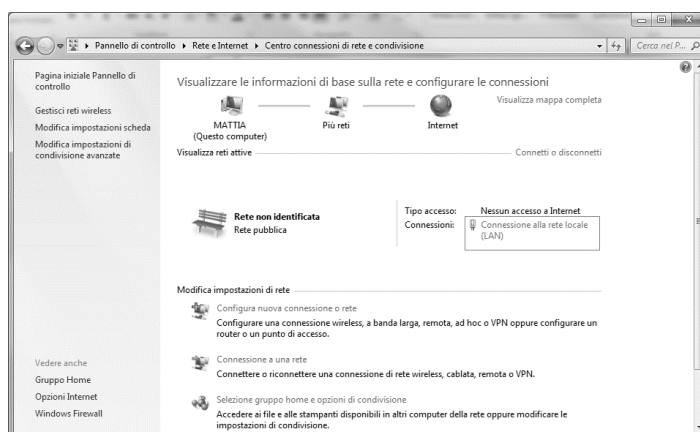 Pannello di controllo ▸ Rete e Internet ▸ Centro connessioni di rete e condivisione
Cerca nel P...
Pagina iniziale Pannello di
controllo
Gestisci reti wireless
Modifica impostazioni scheda
Modifica impostazioni di
condivisione avanzate
Vedere anche
Gruppo Home
Opzioni Internet
Windows Firewall
Visualizzare le informazioni di base sulla rete e configurare le connessioni
Visualizza mappa completa
MATTIA
(Questo computer)
Più reti
Internet
Visualizza reti attive
Connetti o disconnetti
Rete non identificata
Rete pubblica
Tipo accesso: Nessun accesso a Internet
Connessioni: Connessione alla rete locale
(LAN)
Modifica impostazioni di rete
Configura nuova connessione o rete
Configurare una connessione wireless, a banda larga, remota, ad hoc o VPN oppure configurare un
router o un punto di accesso.
Connessione a una rete
Connettere o riconnettere una connessione di rete wireless, cablata, remota o VPN.
Selezione gruppo home e opzioni di condivisione
Accedere ai file e alle stampanti disponibili in altri computer della rete oppure modificare le
impostazioni di condivisione.